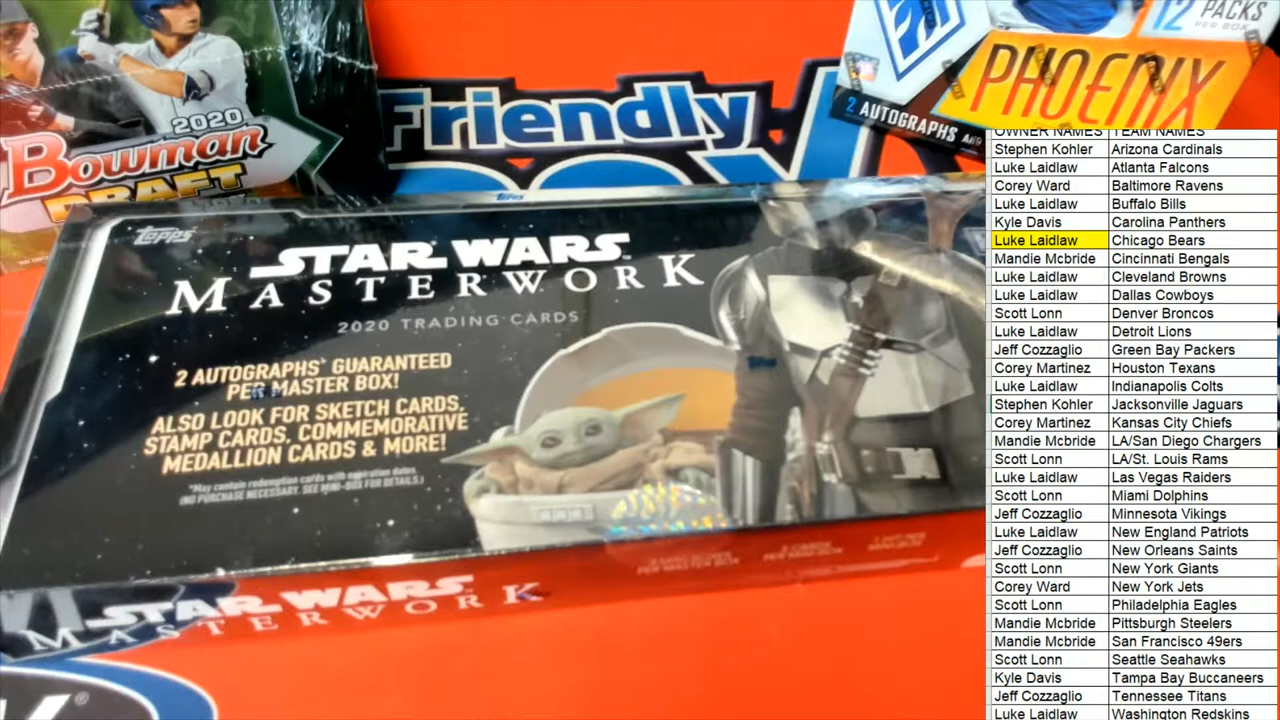 2020
Bowman
DRAFT
Friendly
12 PACKS
PER BOX
PHOENIX
2 AUTOGRAPHS AND
Topps
Topps
STAR WARS
MASTERWORK
2020 TRADING CARDS
2 AUTOGRAPHS* GUARANTEED
PER MASTER BOX!
ALSO LOOK FOR SKETCH CARDS,
STAMP CARDS, COMMEMORATIVE
MEDALLION CARDS & MORE!
*May contain redemption cards with expiration dates.
(NO PURCHASE NECESSARY. SEE MINI-BOX FOR DETAILS.)
STAR WARS
MASTERWORK
PER MASTER BOX
®
OWNER NAMES TEAM NAMES
Stephen Kohler Arizona Cardinals
Luke Laidlaw Atlanta Falcons
Corey Ward Baltimore Ravens
Luke Laidlaw Buffalo Bills
Kyle Davis Carolina Panthers
Luke Laidlaw Chicago Bears
Mandie Mcbride Cincinnati Bengals
Luke Laidlaw Cleveland Browns
Luke Laidlaw Dallas Cowboys
Scott Lonn Denver Broncos
Luke Laidlaw Detroit Lions
Jeff Cozzaglio Green Bay Packers
Corey Martinez Houston Texans
Luke Laidlaw Indianapolis Colts
Stephen Kohler Jacksonville Jaguars
Corey Martinez Kansas City Chiefs
Mandie Mcbride LA/San Diego Chargers
Scott Lonn LA/St. Louis Rams
Luke Laidlaw Las Vegas Raiders
Scott Lonn Miami Dolphins
Jeff Cozzaglio Minnesota Vikings
Luke Laidlaw New England Patriots
Jeff Cozzaglio New Orleans Saints
Scott Lonn New York Giants
Corey Ward New York Jets
Scott Lonn Philadelphia Eagles
Mandie Mcbride Pittsburgh Steelers
Mandie Mcbride San Francisco 49ers
Scott Lonn Seattle Seahawks
Kyle Davis Tampa Bay Buccaneers
Jeff Cozzaglio Tennessee Titans
Luke Laidlaw Washington Redskins